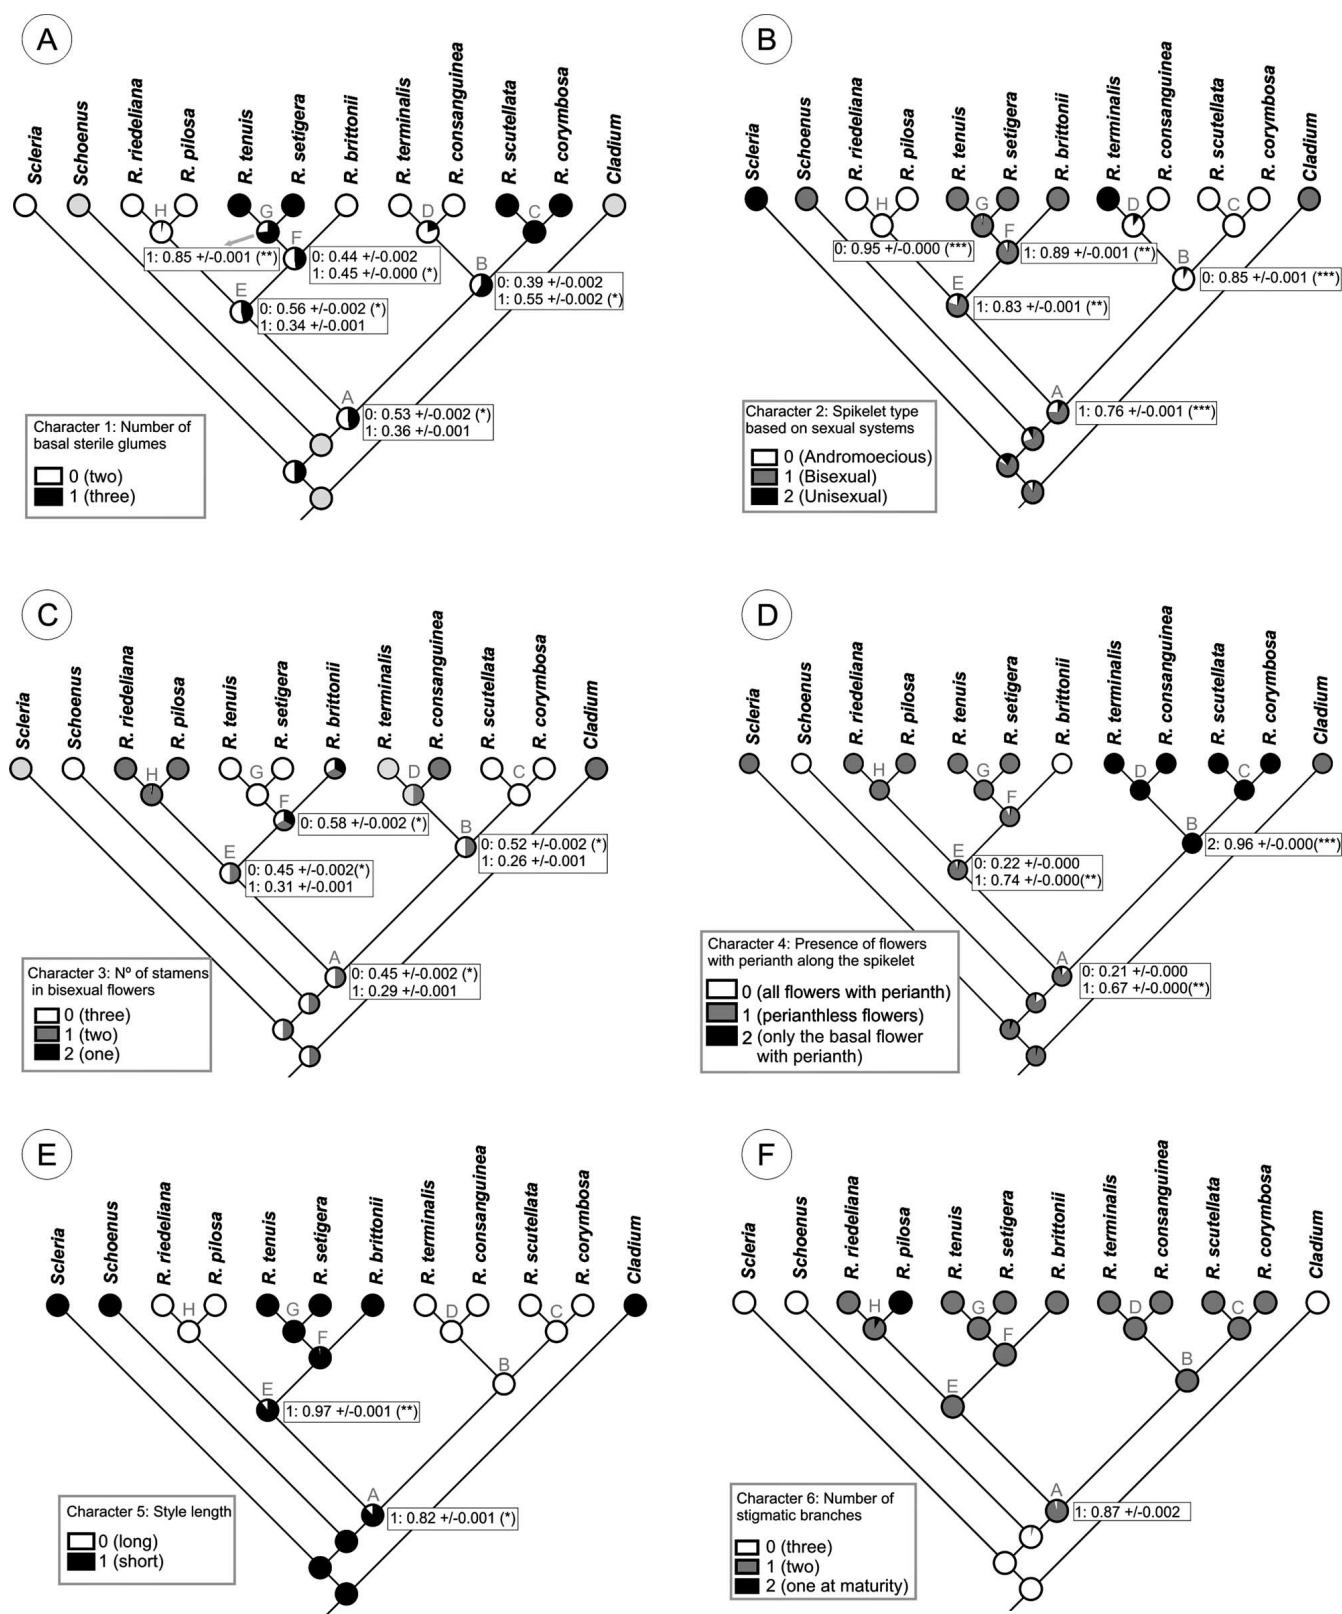 A
Scleria
Schoenus
R. riedeliana
R. pilosa
R. tenuis
R. setigera
R. brittonii
R. terminalis
R. consanguinea
R. scutellata
R. corymbosa
Cladium
H
G
D
C
F
1: 0.85 +/-0.001 (**)
0: 0.44 +/-0.002
1: 0.45 +/-0.000 (*)
B
0: 0.39 +/-0.002
1: 0.55 +/-0.002 (*)
E
0: 0.56 +/-0.002 (*)
1: 0.34 +/-0.001
A
0: 0.53 +/-0.002 (*)
1: 0.36 +/-0.001
Character 1: Number of
basal sterile glumes
0 (two)
1 (three)
B
Scleria
Schoenus
R. riedeliana
R. pilosa
R. tenuis
R. setigera
R. brittonii
R. terminalis
R. consanguinea
R. scutellata
R. corymbosa
Cladium
H
G
D
C
F
0: 0.95 +/-0.000 (***)
1: 0.89 +/-0.001 (**)
B
0: 0.85 +/-0.001 (***)
E
1: 0.83 +/-0.001 (**)
A
1: 0.76 +/-0.001 (***)
Character 2: Spikelet type
based on sexual systems
0 (Andromoecious)
1 (Bisexual)
2 (Unisexual)
C
Scleria
Schoenus
R. riedeliana
R. pilosa
R. tenuis
R. setigera
R. brittonii
R. terminalis
R. consanguinea
R. scutellata
R. corymbosa
Cladium
H
G
D
C
F
0: 0.58 +/-0.002 (*)
B
0: 0.52 +/-0.002 (*)
1: 0.26 +/-0.001
E
0: 0.45 +/-0.002(*)
1: 0.31 +/-0.001
A
0: 0.45 +/-0.002 (*)
1: 0.29 +/-0.001
Character 3: Nº of stamens
in bisexual flowers
0 (three)
1 (two)
2 (one)
D
Scleria
Schoenus
R. riedeliana
R. pilosa
R. tenuis
R. setigera
R. brittonii
R. terminalis
R. consanguinea
R. scutellata
R. corymbosa
Cladium
H
G
D
C
F
B
2: 0.96 +/-0.000(***)
E
0: 0.22 +/-0.000
1: 0.74 +/-0.000(**)
A
0: 0.21 +/-0.000
1: 0.67 +/-0.000(**)
Character 4: Presence of flowers
with perianth along the spikelet
0 (all flowers with perianth)
1 (perianthless flowers)
2 (only the basal flower
with perianth)
E
Scleria
Schoenus
R. riedeliana
R. pilosa
R. tenuis
R. setigera
R. brittonii
R. terminalis
R. consanguinea
R. scutellata
R. corymbosa
Cladium
H
G
D
C
F
B
E
1: 0.97 +/-0.001 (**)
A
1: 0.82 +/-0.001 (*)
Character 5: Style length
0 (long)
1 (short)
F
Scleria
Schoenus
R. riedeliana
R. pilosa
R. tenuis
R. setigera
R. brittonii
R. terminalis
R. consanguinea
R. scutellata
R. corymbosa
Cladium
H
G
D
C
F
B
E
A
1: 0.87 +/-0.002
Character 6: Number of
stigmatic branches
0 (three)
1 (two)
2 (one at maturity)